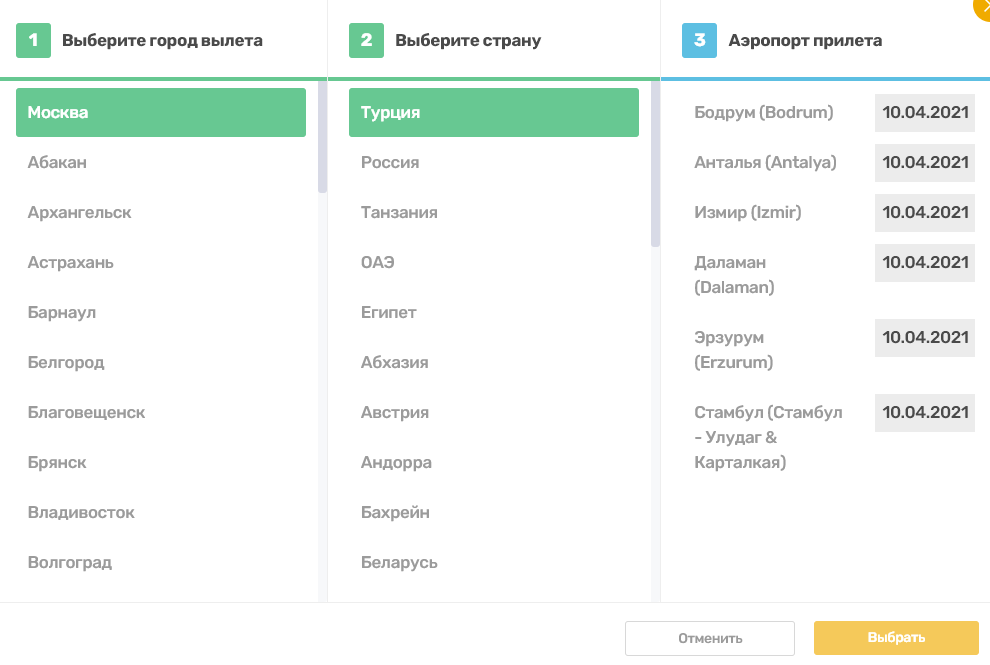 1 Выберите город вылета
Москва
Абакан
Архангельск
Астрахань
Барнаул
Белгород
Благовещенск
Брянск
Владивосток
Волгоград
2 Выберите страну
Турция
Россия
Танзания
ОАЭ
Египет
Абхазия
Австрия
Андорра
Бахрейн
Беларусь
3 Аэропорт прилета
Бодрум (Bodrum) 10.04.2021
Анталья (Antalya) 10.04.2021
Измир (Izmir) 10.04.2021
Даламан 10.04.2021
(Dalaman)
Эрзурум 10.04.2021
(Erzurum)
Стамбул (Стамбул 10.04.2021
- Улудаг &
Карталкая)
Отменить Выбрать